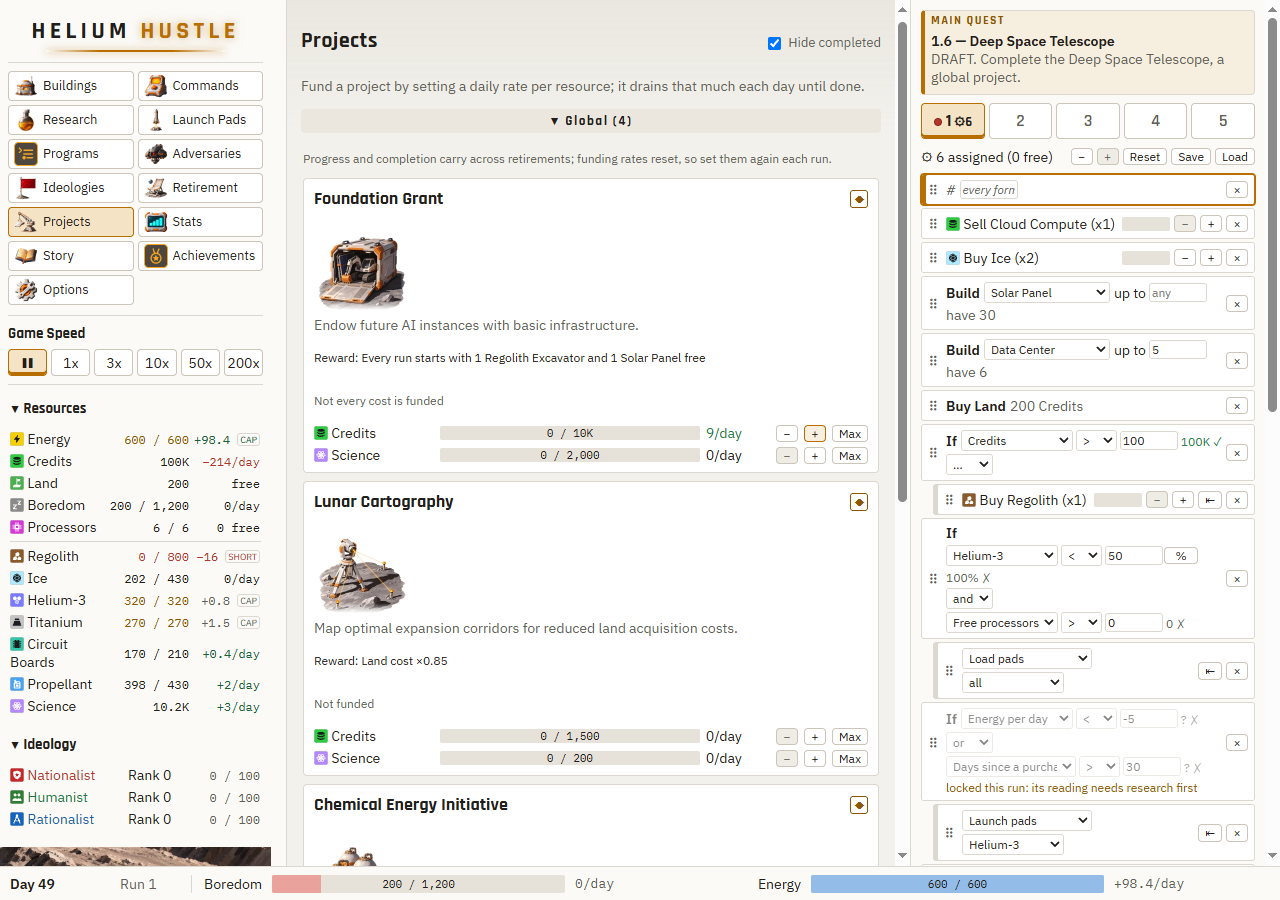 HELIUM HUSTLE
Buildings
Commands
Research
Launch Pads
Programs
Adversaries
Ideologies
Retirement
Projects
Stats
Story
Achievements
Options
Game Speed
1x 3x 10x 50x 200x
▼ Resources
Energy 600 / 600 +98.4 CAP
Credits 100K −214/day
Land 200 free
Boredom 200 / 1,200 0/day
Processors 6 / 6 0 free
Regolith 0 / 800 −16 SHORT
Ice 202 / 430 0/day
Helium-3 320 / 320 +0.8 CAP
Titanium 270 / 270 +1.5 CAP
Circuit Boards 170 / 210 +0.4/day
Propellant 398 / 430 +2/day
Science 10.2K +3/day
▼ Ideology
Nationalist Rank 0 0 / 100
Humanist Rank 0 0 / 100
Rationalist Rank 0 0 / 100
Projects
Hide completed
Fund a project by setting a daily rate per resource; it drains that much each day until done.
▼ Global (4)
Progress and completion carry across retirements; funding rates reset, so set them again each run.
Foundation Grant
Endow future AI instances with basic infrastructure.
Reward: Every run starts with 1 Regolith Excavator and 1 Solar Panel free
Not every cost is funded
Credits 0 / 10K 9/day − + Max
Science 0 / 2,000 0/day − + Max
Lunar Cartography
Map optimal expansion corridors for reduced land acquisition costs.
Reward: Land cost ×0.85
Not funded
Credits 0 / 1,500 0/day − + Max
Science 0 / 200 0/day − + Max
Chemical Energy Initiative
MAIN QUEST
1.6 — Deep Space Telescope
DRAFT. Complete the Deep Space Telescope, a
global project.
1 ⚙6 2 3 4 5
⚙ 6 assigned (0 free) − + Reset Save Load
# every forn ×
Sell Cloud Compute (x1) − + ×
Buy Ice (x2) − + ×
Build Solar Panel up to any ×
have 30
Build Data Center up to 5 ×
have 6
Buy Land 200 Credits ×
If Credits > 100 100K ✓ ×
...
Buy Regolith (x1) − + ⇤ ×
If
Helium-3 < 50 %
100% ✗ ×
and
Free processors > 0 0 ✗
Load pads ⇤ ×
all
If Energy per day < -5 ? ✗
or ×
Days since a purcha > 30 ? ✗
locked this run: its reading needs research first
Launch pads ⇤ ×
Helium-3
Day 49 Run 1 Boredom 200 / 1,200 0/day Energy 600 / 600 +98.4/day